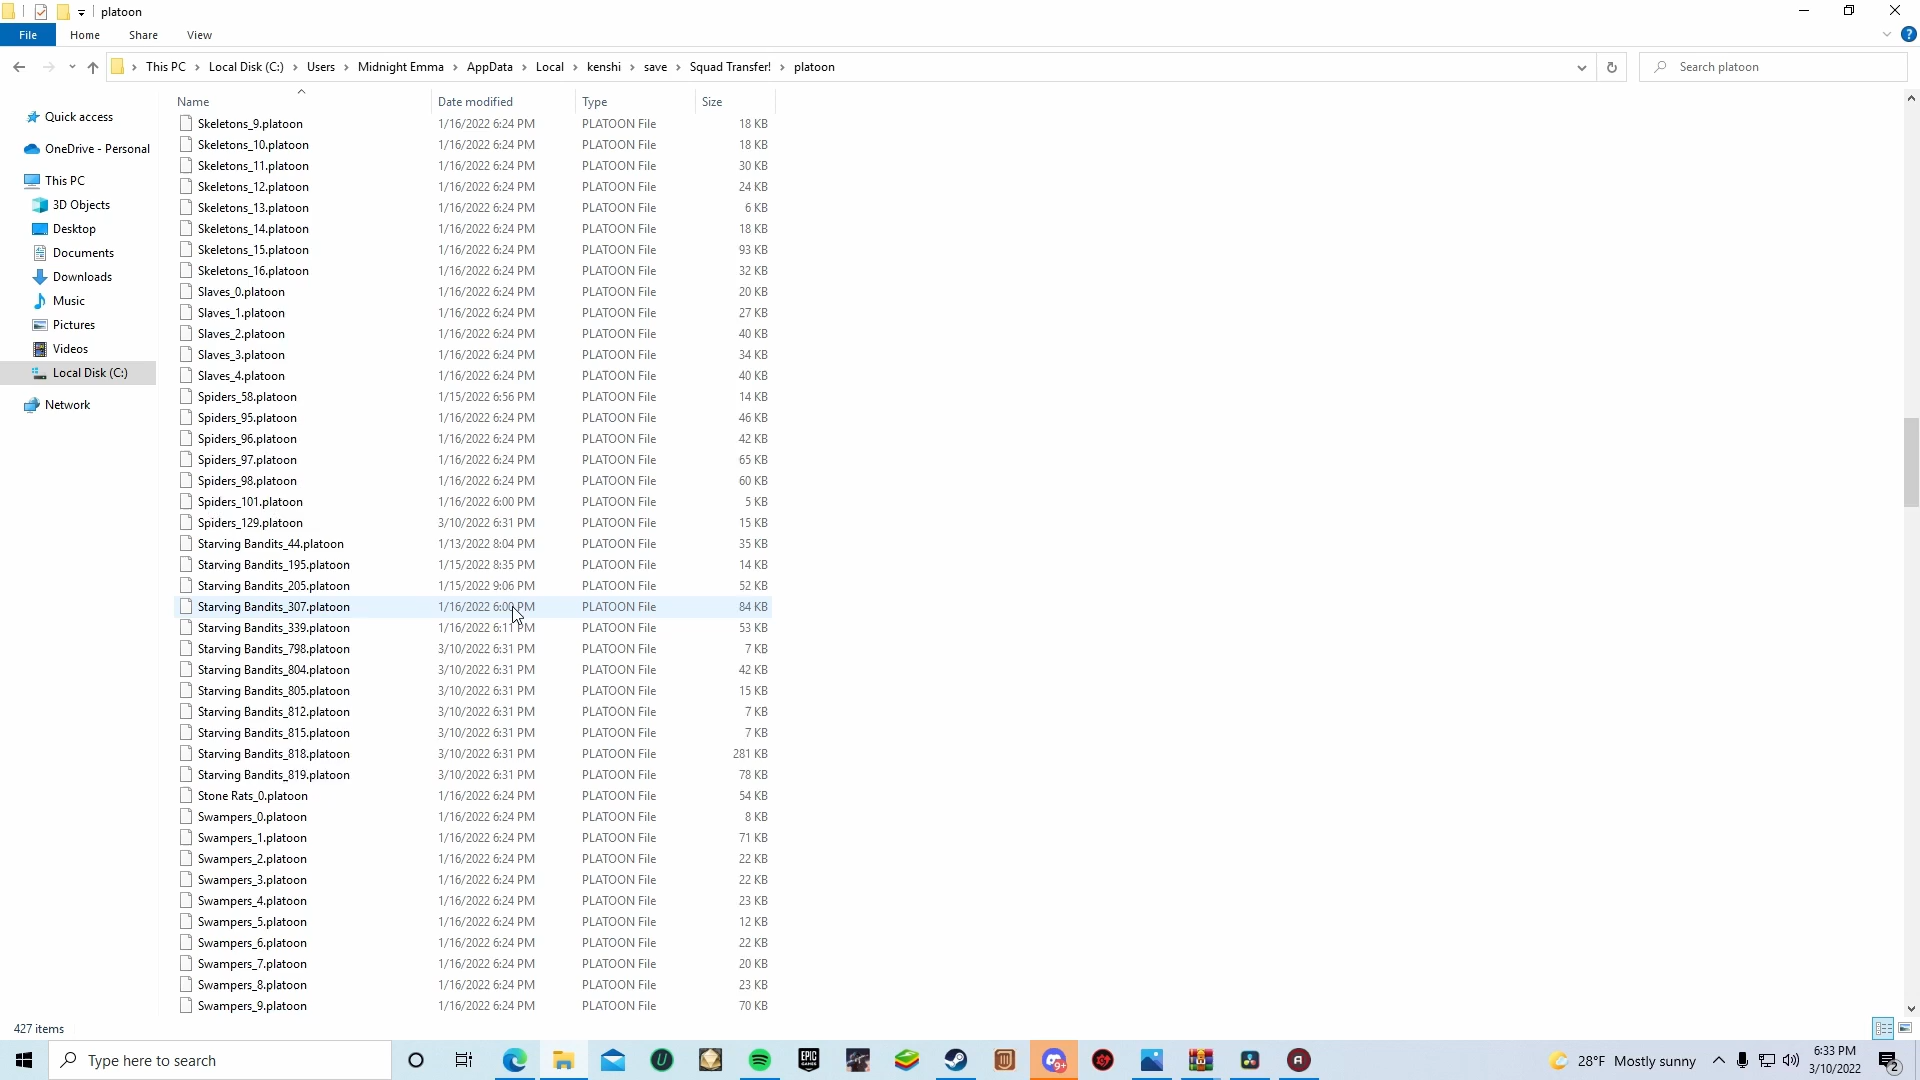 platoon
File Home Share View
This PC Local Disk (C:) Users Midnight Emma AppData Local kenshi save Squad Transfer! platoon Search platoon
Name Date modified Type Size
Quick access
OneDrive - Personal
This PC
3D Objects
Desktop
Documents
Downloads
Music
Pictures
Videos
Local Disk (C:)
Network
Skeletons_9.platoon 1/16/2022 6:24 PM PLATOON File 18 KB
Skeletons_10.platoon 1/16/2022 6:24 PM PLATOON File 18 KB
Skeletons_11.platoon 1/16/2022 6:24 PM PLATOON File 30 KB
Skeletons_12.platoon 1/16/2022 6:24 PM PLATOON File 24 KB
Skeletons_13.platoon 1/16/2022 6:24 PM PLATOON File 6 KB
Skeletons_14.platoon 1/16/2022 6:24 PM PLATOON File 18 KB
Skeletons_15.platoon 1/16/2022 6:24 PM PLATOON File 93 KB
Skeletons_16.platoon 1/16/2022 6:24 PM PLATOON File 32 KB
Slaves_0.platoon 1/16/2022 6:24 PM PLATOON File 20 KB
Slaves_1.platoon 1/16/2022 6:24 PM PLATOON File 27 KB
Slaves_2.platoon 1/16/2022 6:24 PM PLATOON File 40 KB
Slaves_3.platoon 1/16/2022 6:24 PM PLATOON File 34 KB
Slaves_4.platoon 1/16/2022 6:24 PM PLATOON File 40 KB
Spiders_58.platoon 1/15/2022 6:56 PM PLATOON File 14 KB
Spiders_95.platoon 1/16/2022 6:24 PM PLATOON File 46 KB
Spiders_96.platoon 1/16/2022 6:24 PM PLATOON File 42 KB
Spiders_97.platoon 1/16/2022 6:24 PM PLATOON File 65 KB
Spiders_98.platoon 1/16/2022 6:24 PM PLATOON File 60 KB
Spiders_101.platoon 1/16/2022 6:00 PM PLATOON File 5 KB
Spiders_129.platoon 3/10/2022 6:31 PM PLATOON File 15 KB
Starving Bandits_44.platoon 1/13/2022 8:04 PM PLATOON File 35 KB
Starving Bandits_195.platoon 1/15/2022 8:35 PM PLATOON File 14 KB
Starving Bandits_205.platoon 1/15/2022 9:06 PM PLATOON File 52 KB
Starving Bandits_307.platoon 1/16/2022 6:00 PM PLATOON File 84 KB
Starving Bandits_339.platoon 1/16/2022 6:11 PM PLATOON File 53 KB
Starving Bandits_798.platoon 3/10/2022 6:31 PM PLATOON File 7 KB
Starving Bandits_804.platoon 3/10/2022 6:31 PM PLATOON File 42 KB
Starving Bandits_805.platoon 3/10/2022 6:31 PM PLATOON File 15 KB
Starving Bandits_812.platoon 3/10/2022 6:31 PM PLATOON File 7 KB
Starving Bandits_815.platoon 3/10/2022 6:31 PM PLATOON File 7 KB
Starving Bandits_818.platoon 3/10/2022 6:31 PM PLATOON File 281 KB
Starving Bandits_819.platoon 3/10/2022 6:31 PM PLATOON File 78 KB
Stone Rats_0.platoon 1/16/2022 6:24 PM PLATOON File 54 KB
Swampers_0.platoon 1/16/2022 6:24 PM PLATOON File 8 KB
Swampers_1.platoon 1/16/2022 6:24 PM PLATOON File 71 KB
Swampers_2.platoon 1/16/2022 6:24 PM PLATOON File 22 KB
Swampers_3.platoon 1/16/2022 6:24 PM PLATOON File 22 KB
Swampers_4.platoon 1/16/2022 6:24 PM PLATOON File 23 KB
Swampers_5.platoon 1/16/2022 6:24 PM PLATOON File 12 KB
Swampers_6.platoon 1/16/2022 6:24 PM PLATOON File 22 KB
Swampers_7.platoon 1/16/2022 6:24 PM PLATOON File 20 KB
Swampers_8.platoon 1/16/2022 6:24 PM PLATOON File 23 KB
Swampers_9.platoon 1/16/2022 6:24 PM PLATOON File 70 KB
427 items
Type here to search
EPIC GAMES
9+
28°F Mostly sunny
6:33 PM
3/10/2022
2